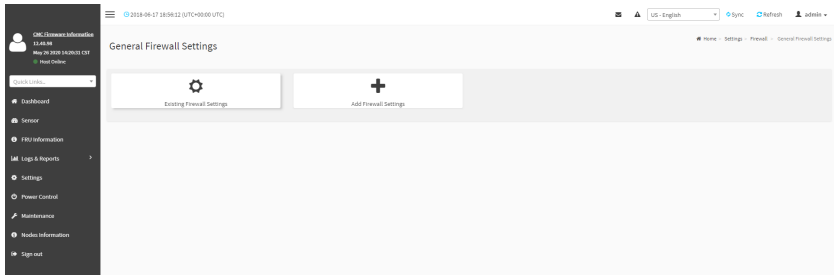 CMC Firmware Information
13.40.98
May 26 2020 14:20:31 CST
Host Online
Quick Links...
Dashboard
Sensor
FRU Information
Logs & Reports
Settings
Power Control
Maintenance
Nodes Information
Sign out
2018-06-17 18:56:12 (UTC+00:00 UTC)
US - English
Sync
Refresh
admin
General Firewall Settings
Home > Settings > Firewall > General Firewall Settings
Existing Firewall Settings
Add Firewall Settings